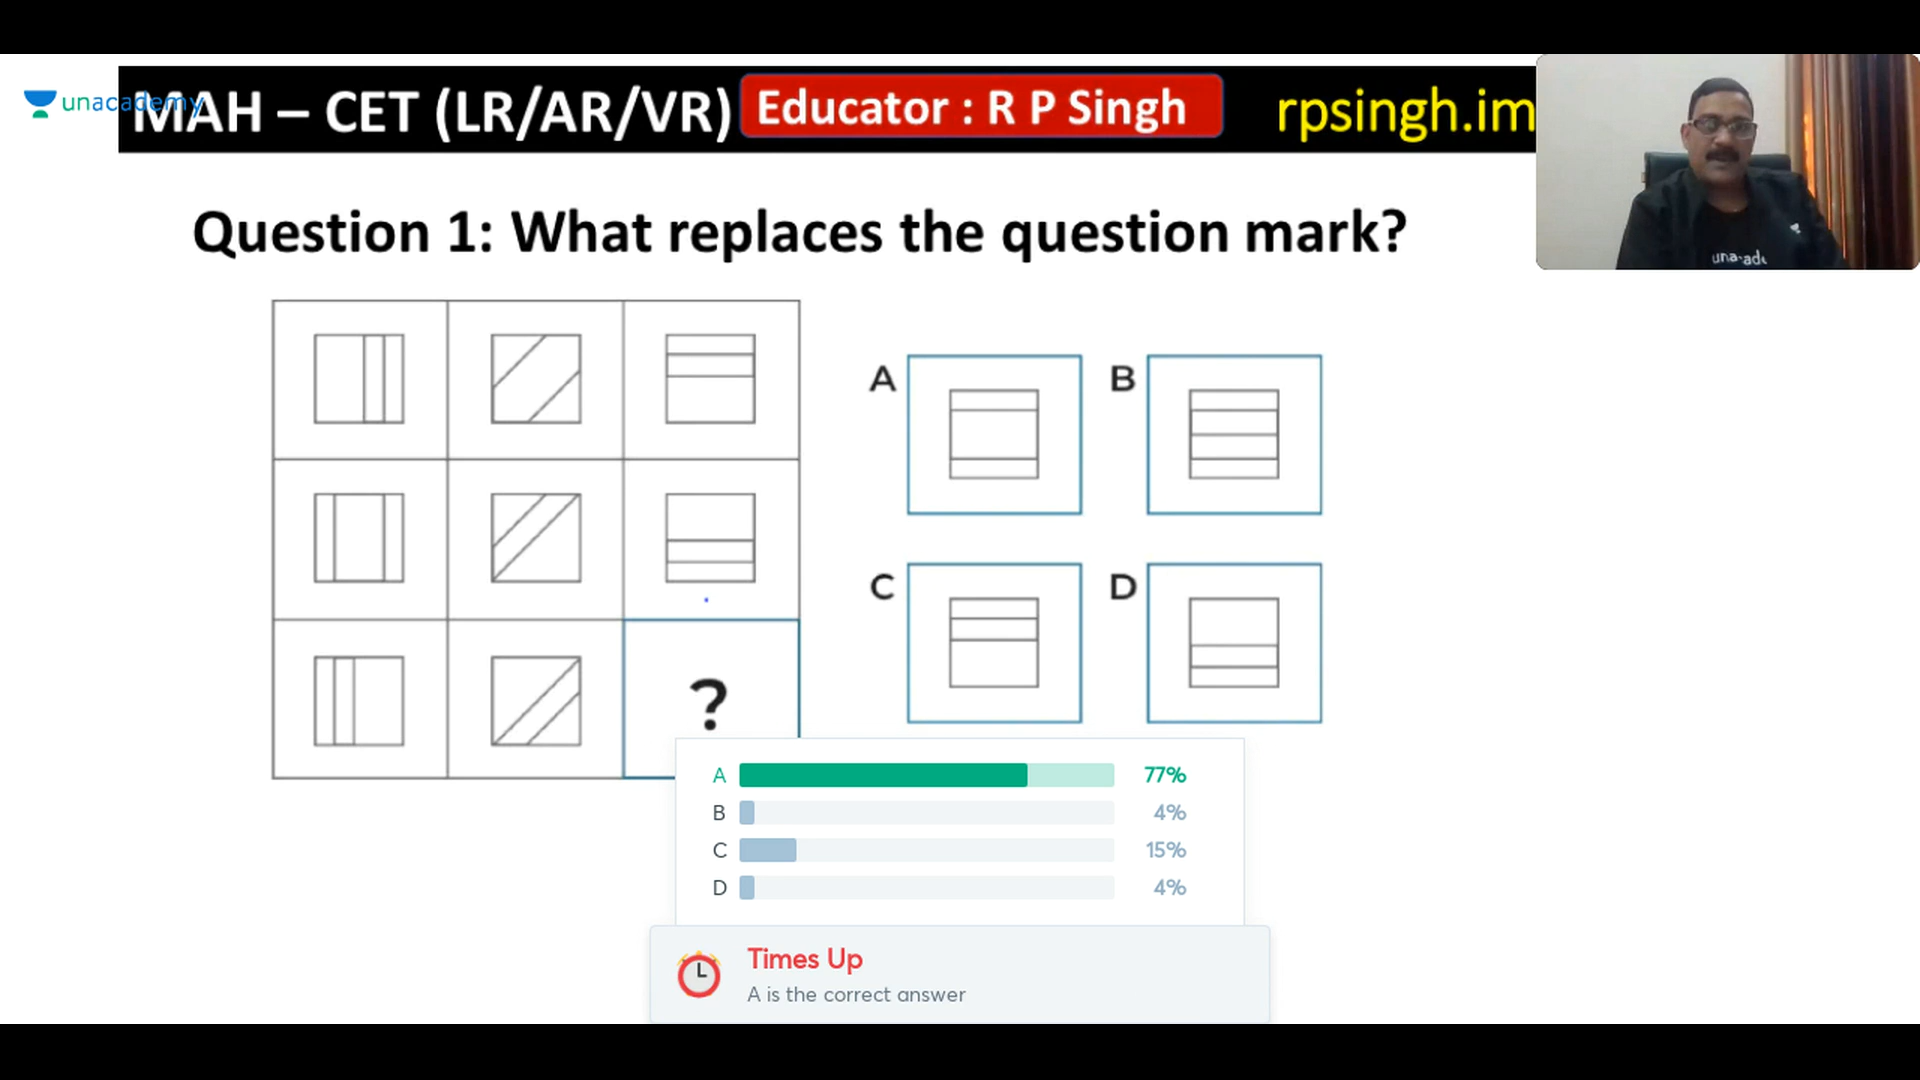 unacademy
MAH – CET (LR/AR/VR) Educator : R P Singh rpsingh.im
una
Question 1: What replaces the question mark?
A B
C D
?
A 77%
B 4%
C 15%
D 4%
Times Up
A is the correct answer